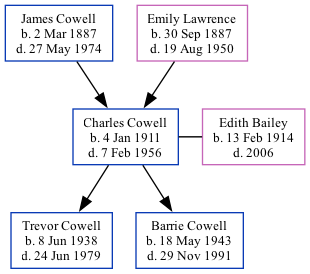 James Cowell
b. 2 Mar 1887
d. 27 May 1974
Emily Lawrence
b. 30 Sep 1887
d. 19 Aug 1950
Charles Cowell
b. 4 Jan 1911
d. 7 Feb 1956
Edith Bailey
b. 13 Feb 1914
d. 2006
Trevor Cowell
b. 8 Jun 1938
d. 24 Jun 1979
Barrie Cowell
b. 18 May 1943
d. 29 Nov 1991